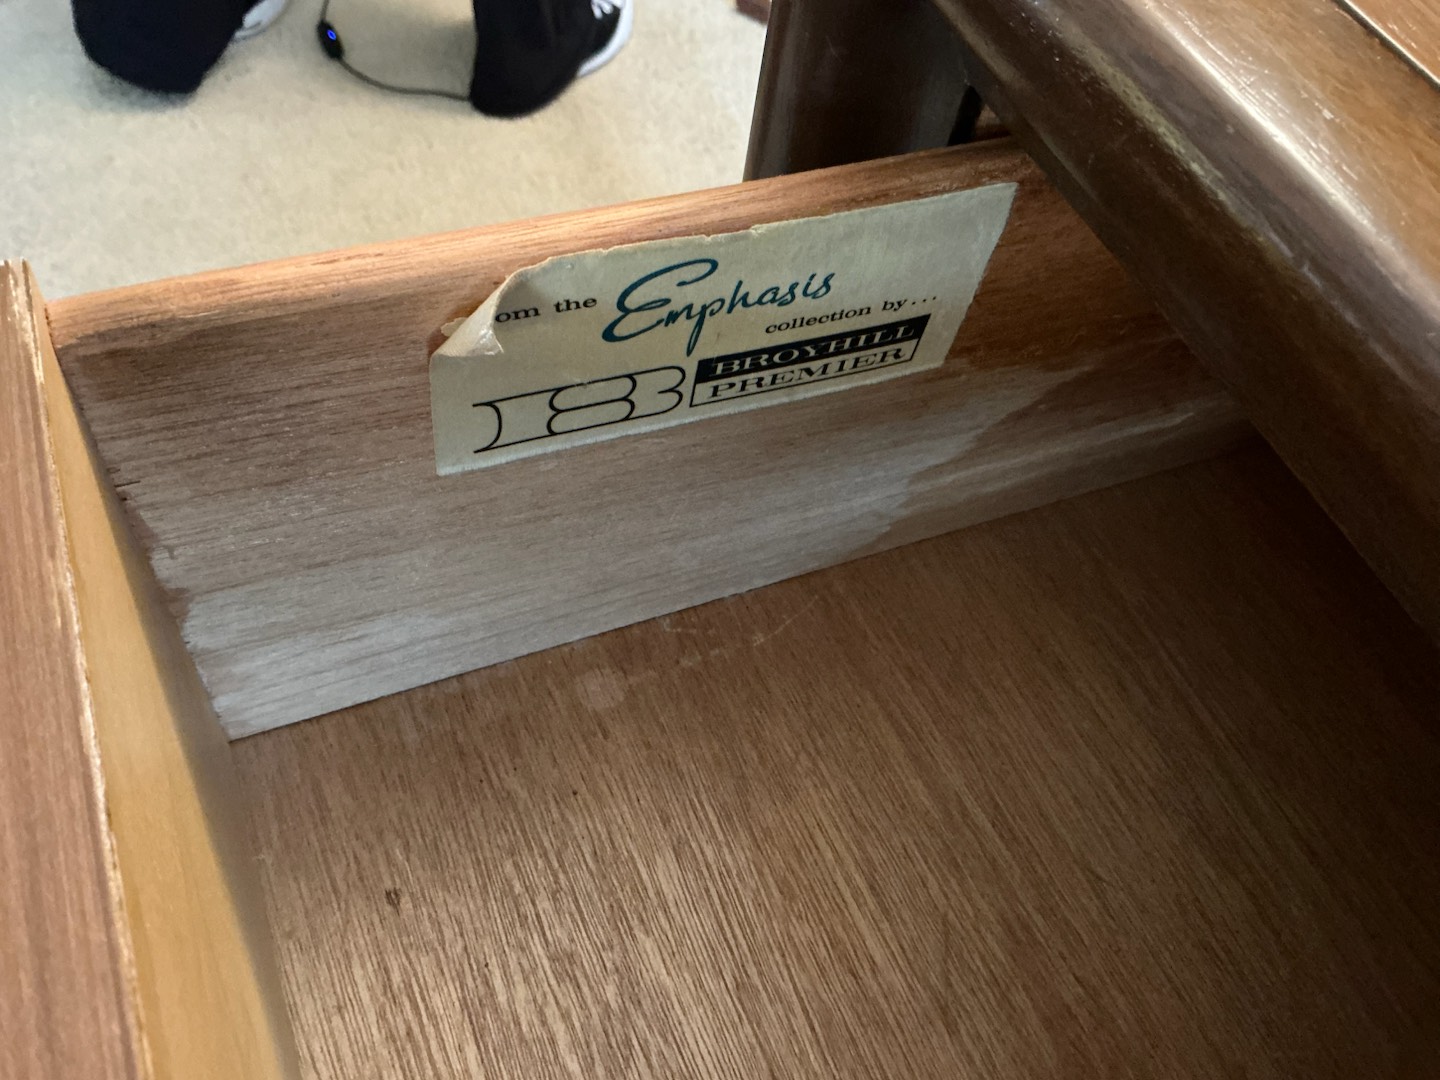 om the Emphasis
collection by...
B BROYHILL
PREMIER